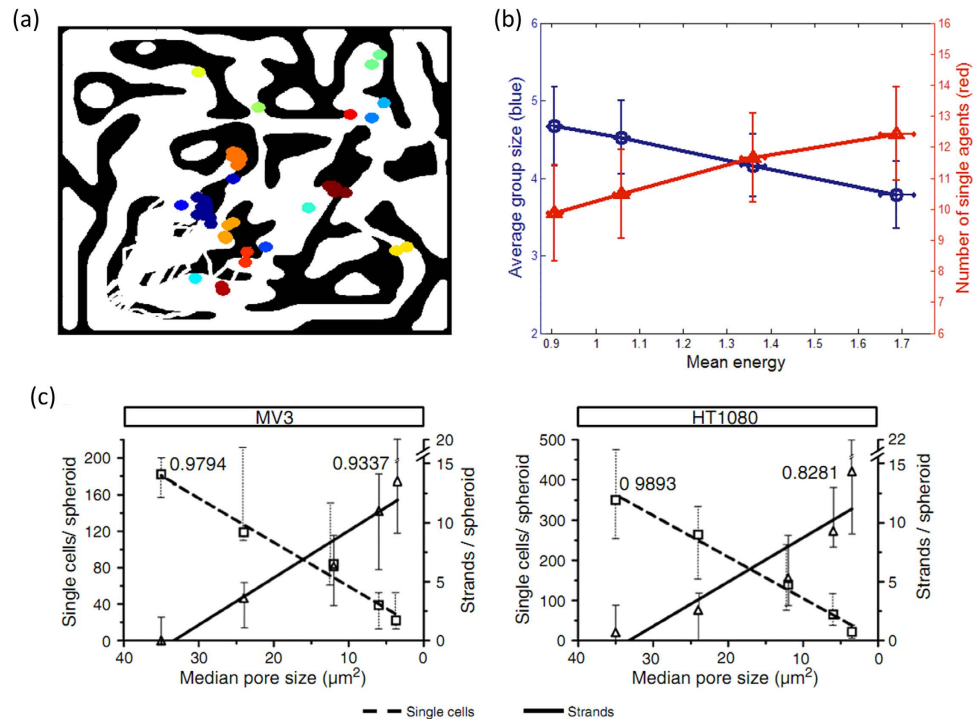 (a)
(b)
Average group size (blue)
6
5
4
3
2
16
15
14
13
12
11
10
9
8
7
6
Number of single agents (red)
0.9 1 1.1 1.2 1.3 1.4 1.5 1.6 1.7
Mean energy
(c)
MV3
Single cells/ spheroid
200
160
120
80
40
0
0.9794
0.9337
20
15
10
5
0
Strands / spheroid
40 30 20 10 0
Median pore size (µm²)
HT1080
Single cells/ spheroid
500
450
400
350
300
250
200
150
100
50
0
0 9893
0.8281
22
15
10
5
0
Strands / spheroid
40 30 20 10 0
Median pore size (µm²)
Single cells Strands